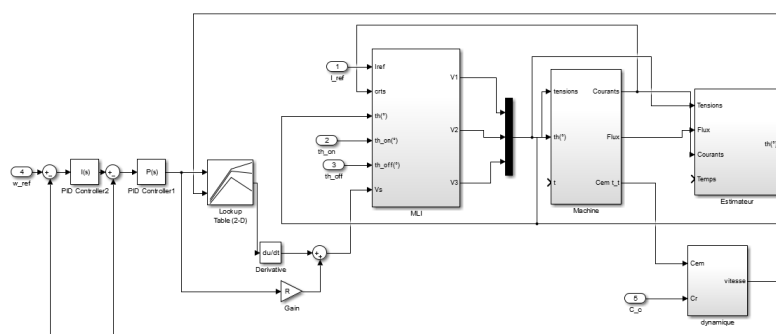 1
I_ref
Iref
crts
th(°)
th_on(°)
th_off(°)
Vs
V1
V2
V3
MLI
2
th_on
3
th_off
4
w_ref
I(s)
PID Controller2
P(s)
PID Controller1
Lookup
Table (2-D)
du/dt
Derivative
R
Gain
tensions
th(°)
t
Courants
Flux
Cem t_t
Machine
Tensions
Flux
Courants
Temps
th(°)
Estimateur
Cem
Cr
vitesse
dynamique
5
C_c